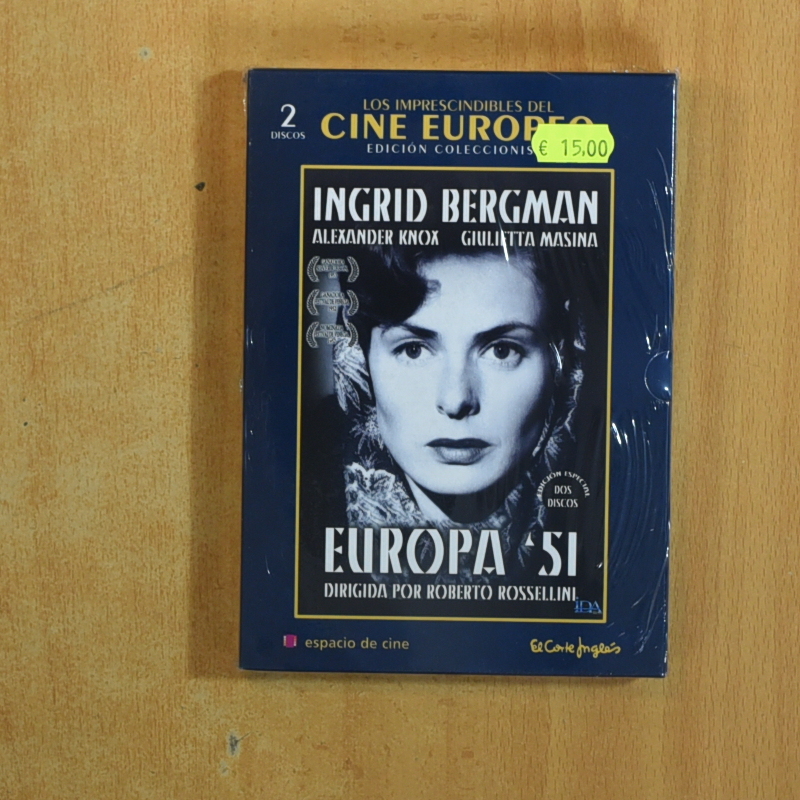 2
DISCOS
LOS IMPRESCINDIBLES DEL
CINE EUROPEO
EDICIÓN COLECCIONIS
€ 15,00
INGRID BERGMAN
ALEXANDER KNOX GIULIETTA MASINA
EDICIÓN ESPECIAL
DOS
DISCOS
EUROPA '51
DIRIGIDA POR ROBERTO ROSSELLINI
IDA
espacio de cine
El Corte Inglés